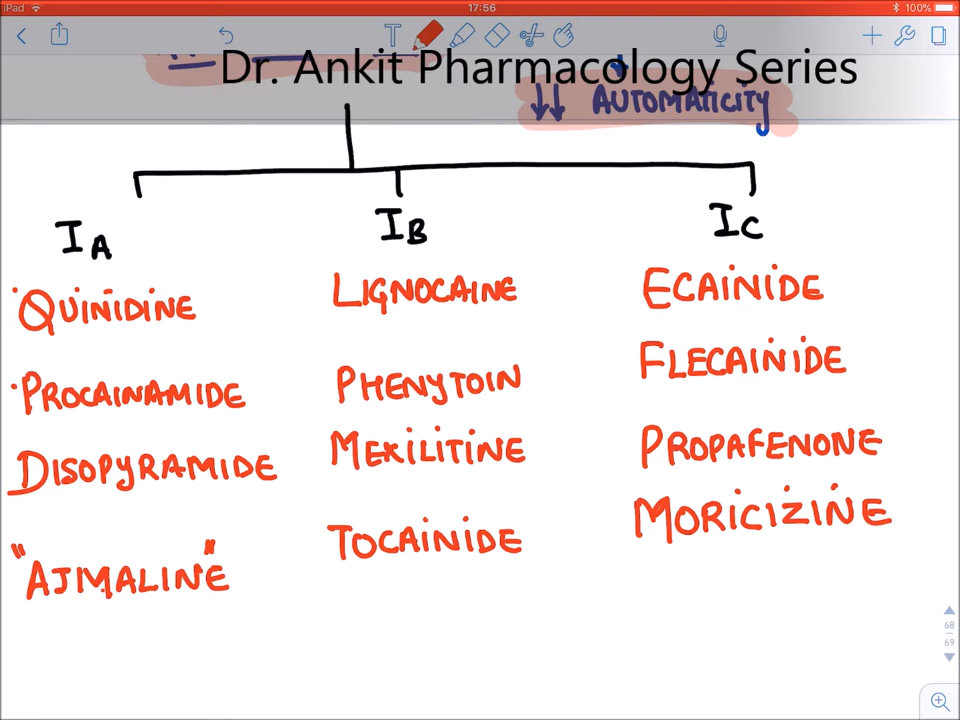 iPad 17:56 100%
T
Dr. Ankit Pharmacology Series
↓↓ AUTOMATICITY
IA IB IC
QUINIDINE LIGNOCAINE ECAINIDE
PROCAINAMIDE PHENYTOIN FLECAINIDE
DISOPYRAMIDE MEXILITINE PROPAFENONE
"AJMALINE" TOCAINIDE MORICIZINE
68
69